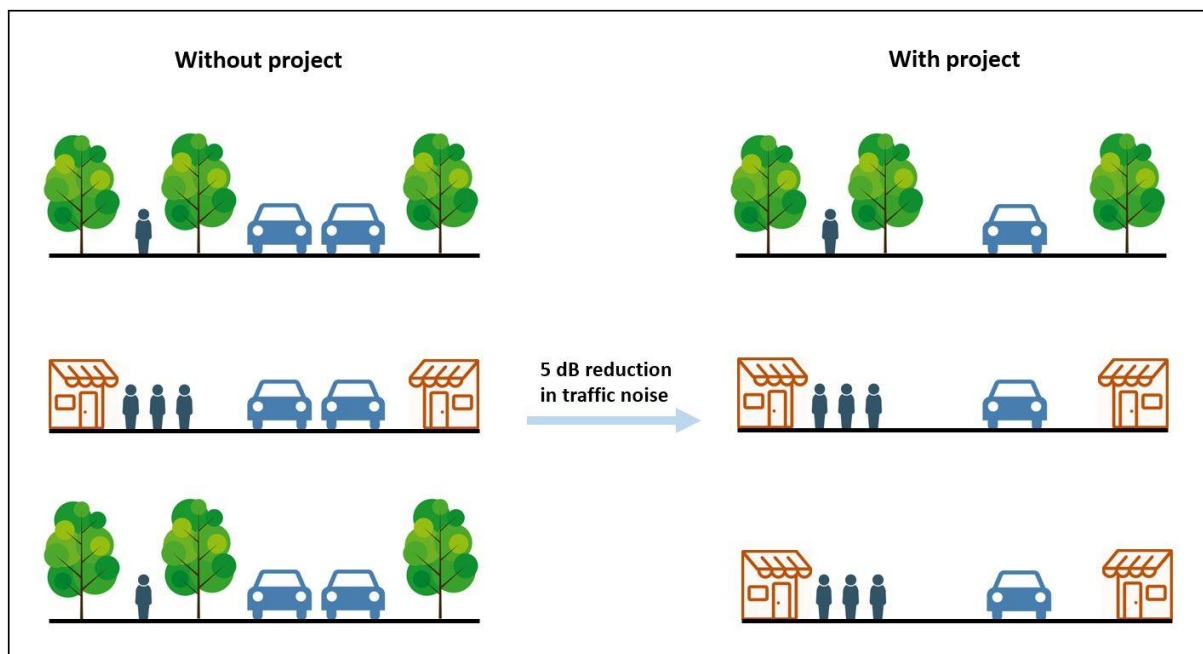 Without project
With project
5 dB reduction
in traffic noise